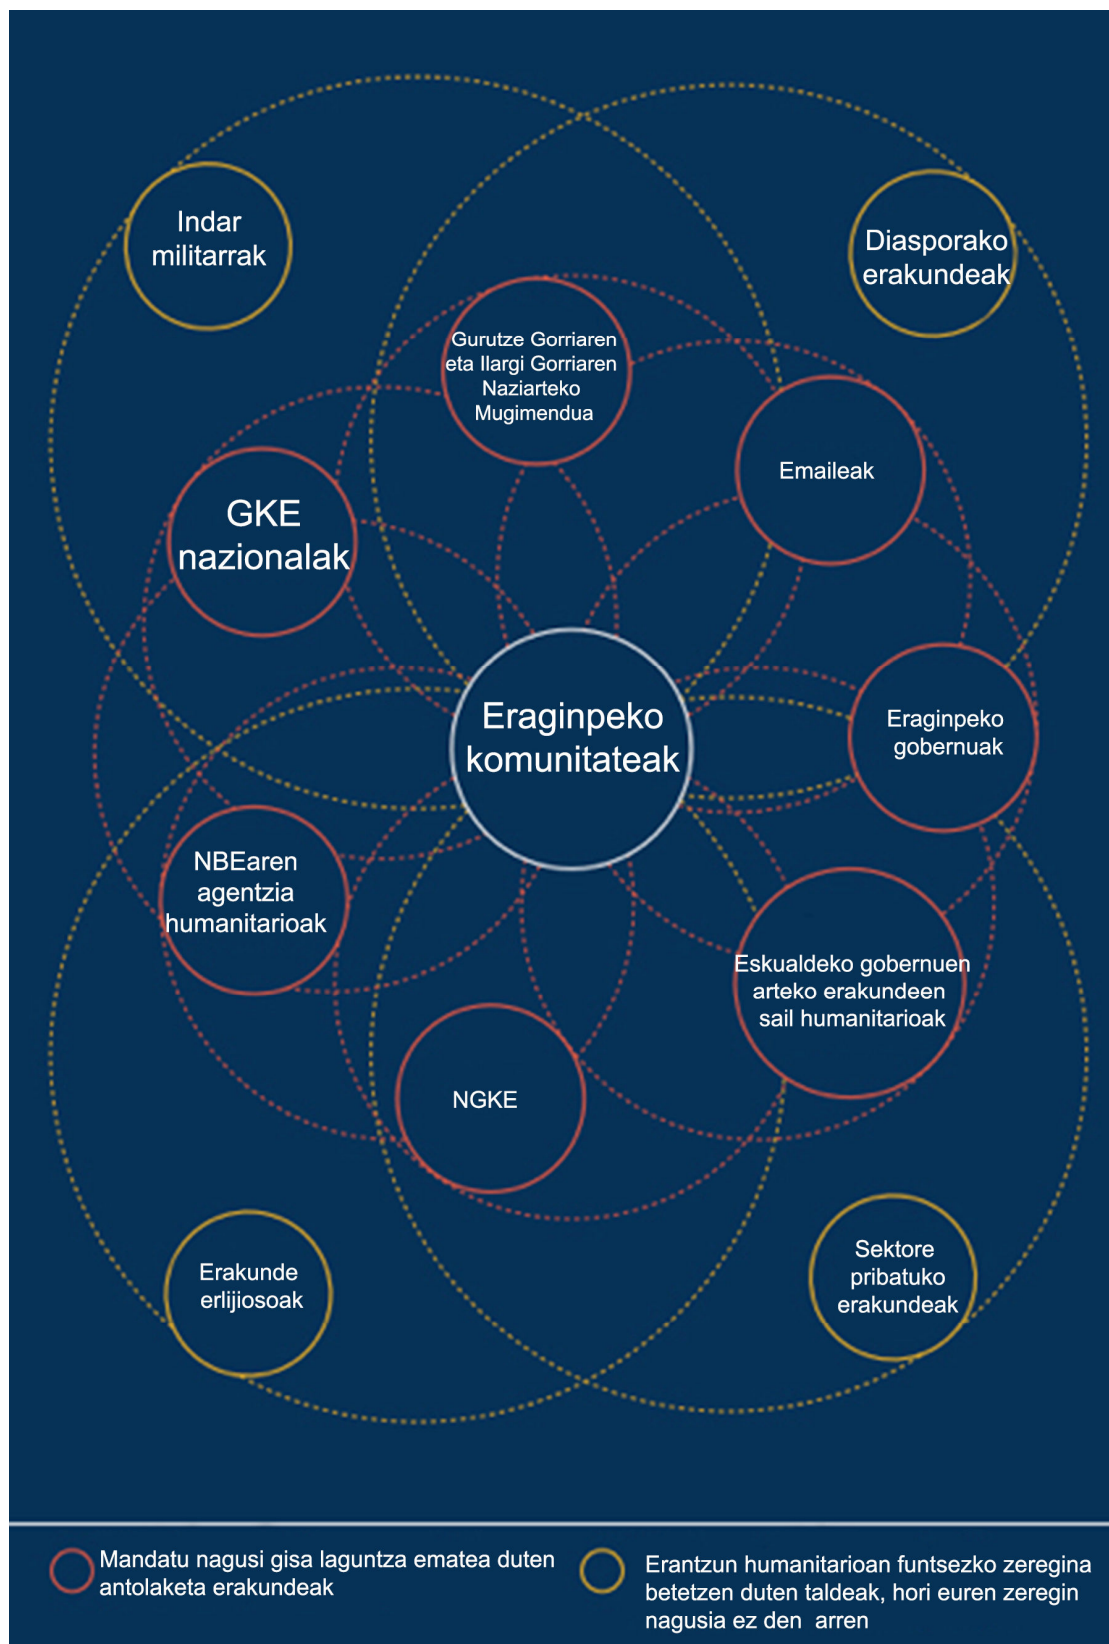 Indar
militarrak
Diasporako
erakundeak
Gurutze Gorriaren
eta Ilargi Gorriaren
Naziarteko
Mugimendua
Emaileak
GKE
nazionalak
Eraginpeko
komunitateak
Eraginpeko
gobernuak
NBEaren
agentzia
humanitarioak
Eskualdeko gobernuen
arteko erakundeen
sail humanitarioak
NGKE
Erakunde
erlijiosoak
Sektore
pribatuko
erakundeak
Mandatu nagusi gisa laguntza ematea duten
antolaketa erakundeak
Erantzun humanitarioan funtsezko zeregina
betetzen duten taldeak, hori euren zeregin
nagusia ez den arren